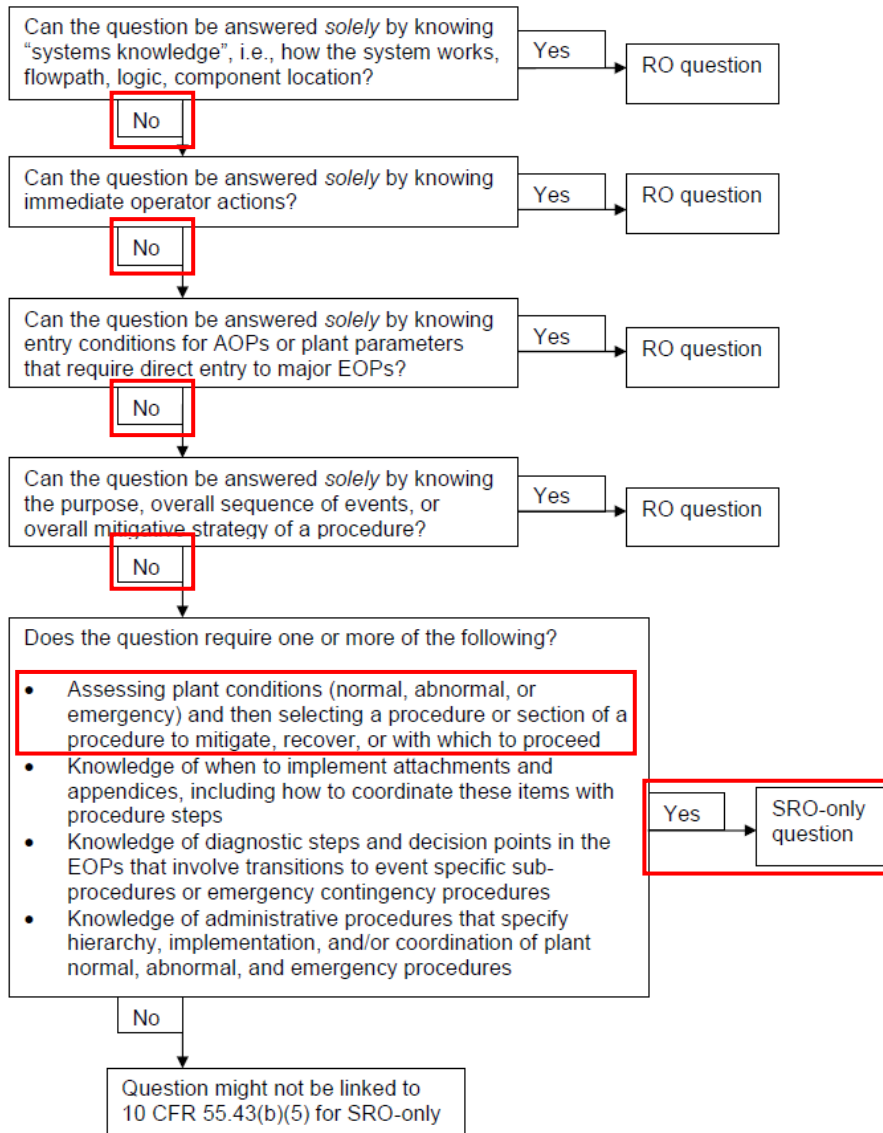 Can the question be answered solely by knowing
“systems knowledge”, i.e., how the system works,
flowpath, logic, component location?
Yes
RO question
No
Can the question be answered solely by knowing
immediate operator actions?
Yes
RO question
No
Can the question be answered solely by knowing
entry conditions for AOPs or plant parameters
that require direct entry to major EOPs?
Yes
RO question
No
Can the question be answered solely by knowing
the purpose, overall sequence of events, or
overall mitigative strategy of a procedure?
Yes
RO question
No
Does the question require one or more of the following?
• Assessing plant conditions (normal, abnormal, or
emergency) and then selecting a procedure or section of a
procedure to mitigate, recover, or with which to proceed
• Knowledge of when to implement attachments and
appendices, including how to coordinate these items with
procedure steps
• Knowledge of diagnostic steps and decision points in the
EOPs that involve transitions to event specific sub-
procedures or emergency contingency procedures
• Knowledge of administrative procedures that specify
hierarchy, implementation, and/or coordination of plant
normal, abnormal, and emergency procedures
Yes
SRO-only
question
No
Question might not be linked to
10 CFR 55.43(b)(5) for SRO-only